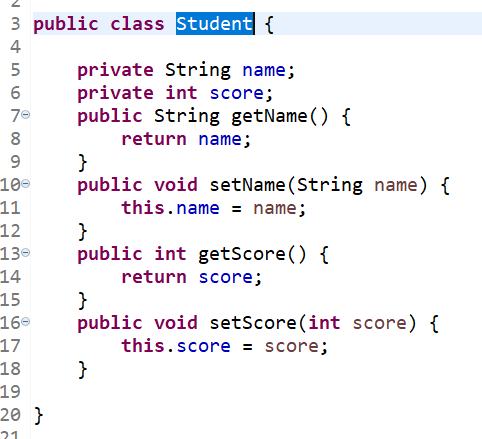 2
3 public class Student {
4
5     private String name;
6     private int score;
7     public String getName() {
8         return name;
9     }
10     public void setName(String name) {
11         this.name = name;
12     }
13     public int getScore() {
14         return score;
15     }
16     public void setScore(int score) {
17         this.score = score;
18     }
19
20 }
21